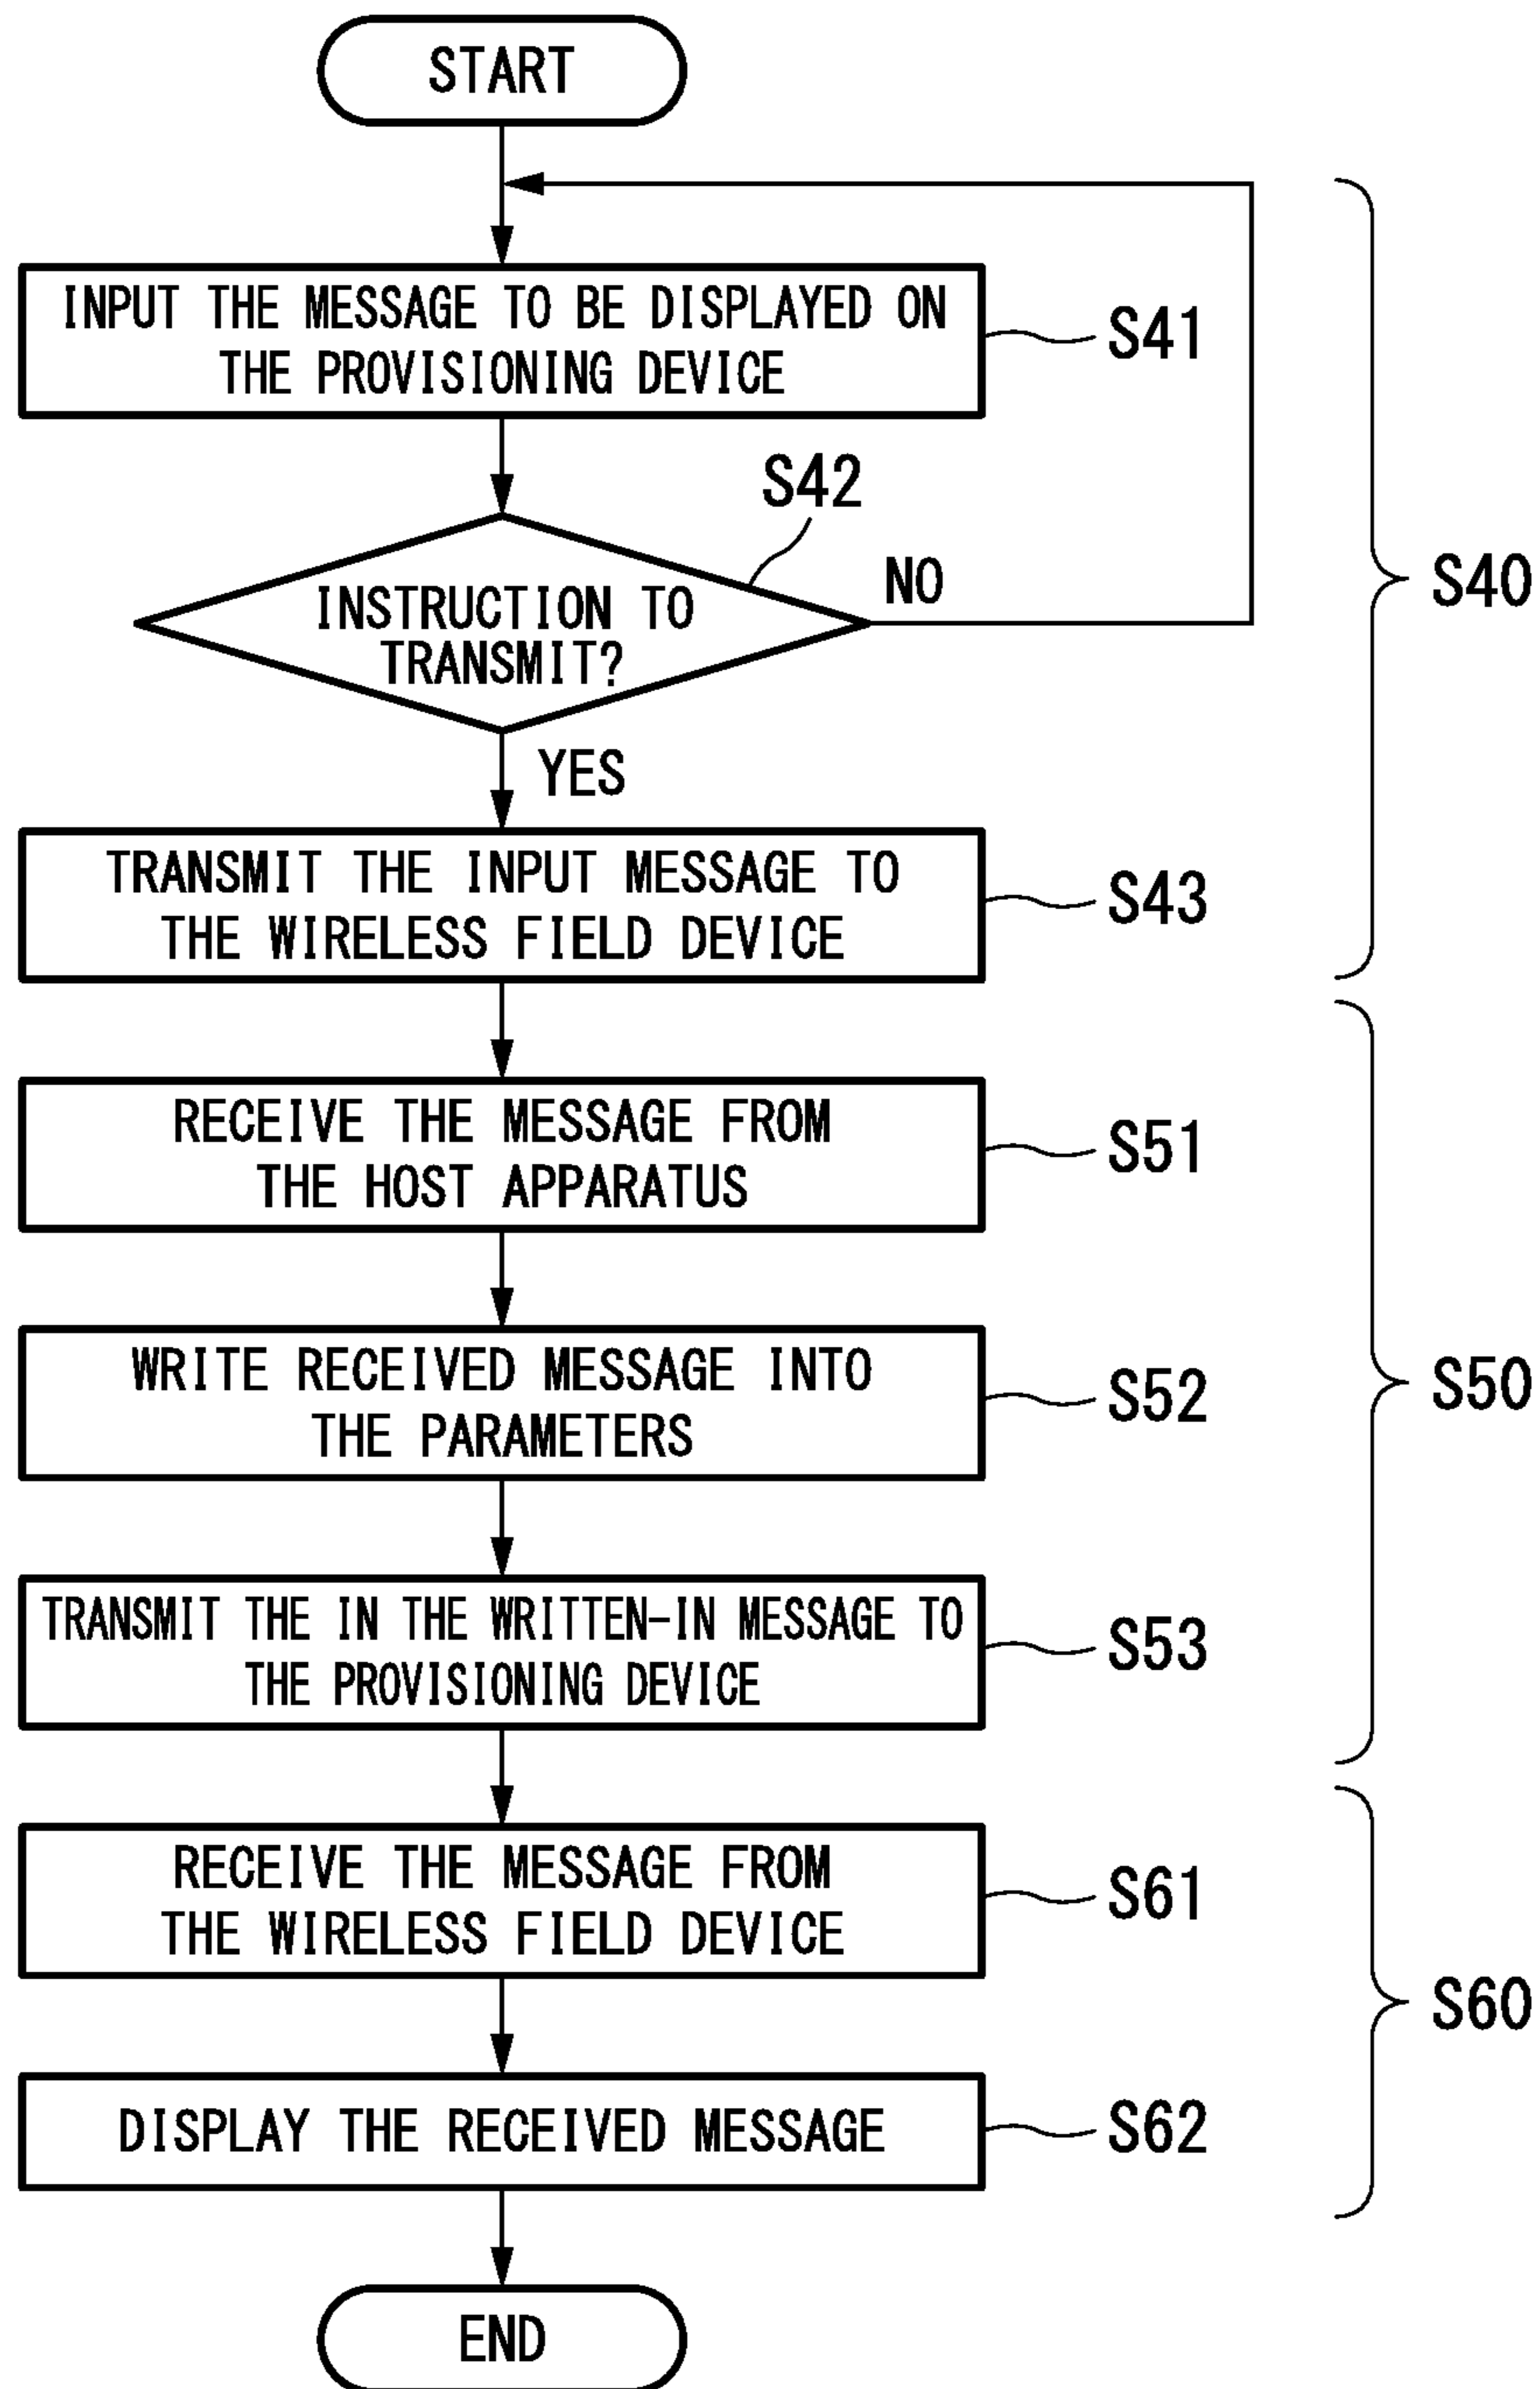 START
INPUT THE MESSAGE TO BE DISPLAYED ON
THE PROVISIONING DEVICE
S41
S42
INSTRUCTION TO
TRANSMIT?
NO
S40
YES
TRANSMIT THE INPUT MESSAGE TO
THE WIRELESS FIELD DEVICE
S43
RECEIVE THE MESSAGE FROM
THE HOST APPARATUS
S51
WRITE RECEIVED MESSAGE INTO
THE PARAMETERS
S52
S50
TRANSMIT THE IN THE WRITTEN-IN MESSAGE TO
THE PROVISIONING DEVICE
S53
RECEIVE THE MESSAGE FROM
THE WIRELESS FIELD DEVICE
S61
S60
DISPLAY THE RECEIVED MESSAGE
S62
END